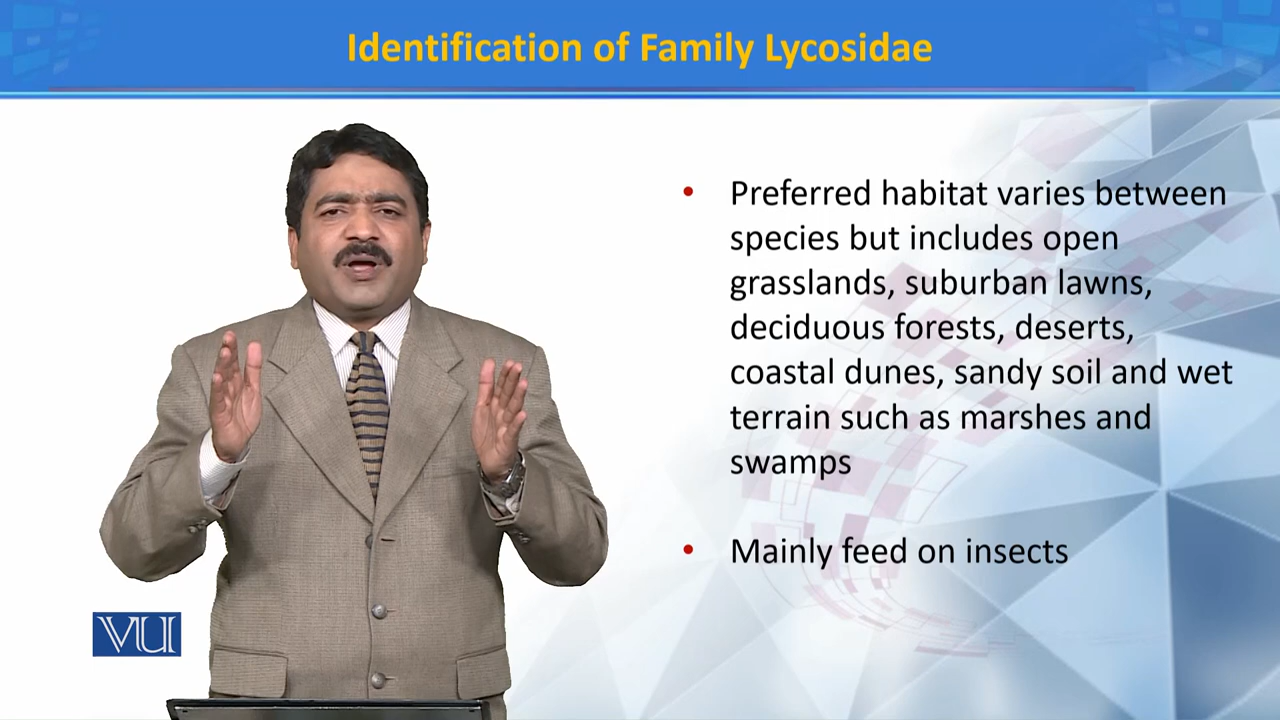 Identification of Family Lycosidae
• Preferred habitat varies between
species but includes open
grasslands, suburban lawns,
deciduous forests, deserts,
coastal dunes, sandy soil and wet
terrain such as marshes and
swamps
• Mainly feed on insects
VU